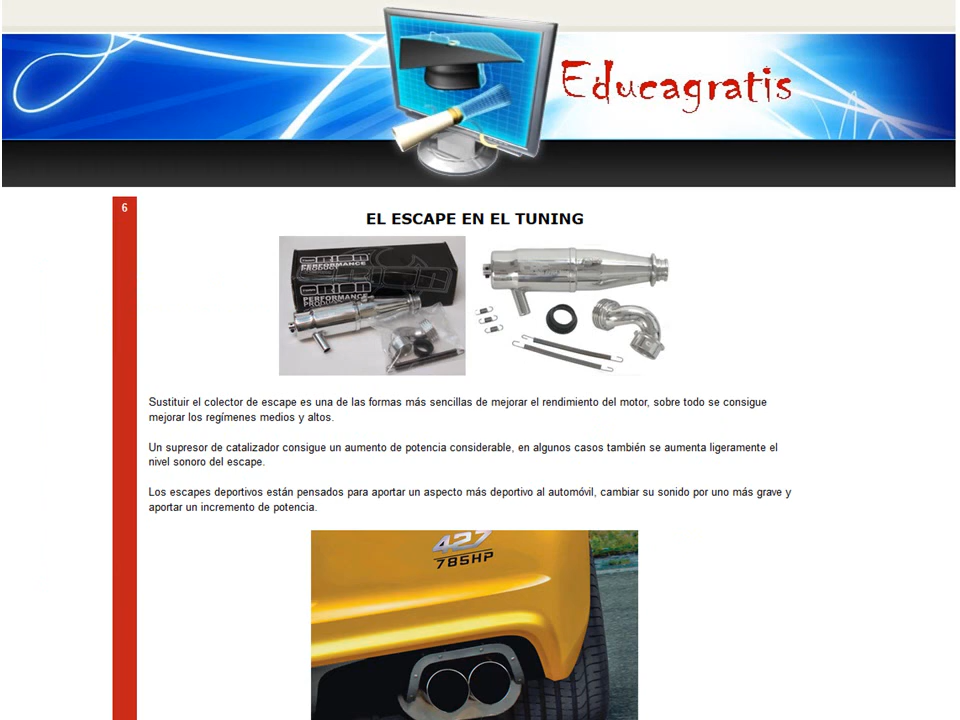 Educagratis
6
EL ESCAPE EN EL TUNING
ORION
PERFORMANCE
PRODUCT
ORION
PERFORMANCE
Sustituir el colector de escape es una de las formas más sencillas de mejorar el rendimiento del motor, sobre todo se consigue
mejorar los regímenes medios y altos.
Un supresor de catalizador consigue un aumento de potencia considerable, en algunos casos también se aumenta ligeramente el
nivel sonoro del escape.
Los escapes deportivos están pensados para aportar un aspecto más deportivo al automóvil, cambiar su sonido por uno más grave y
aportar un incremento de potencia.
427
785HP